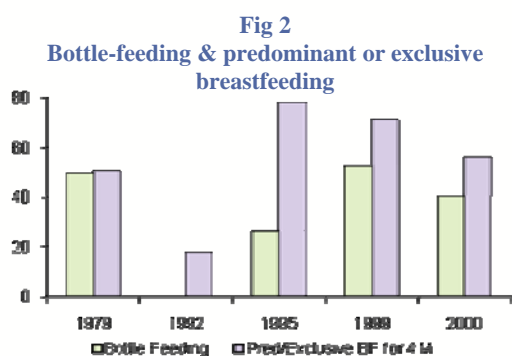 Fig 2
Bottle-feeding & predominant or exclusive
breastfeeding
80
60
40
20
0
1979 1992 1995 1999 2000
Bottle Feeding Pred/Exclusive BF for 4 M